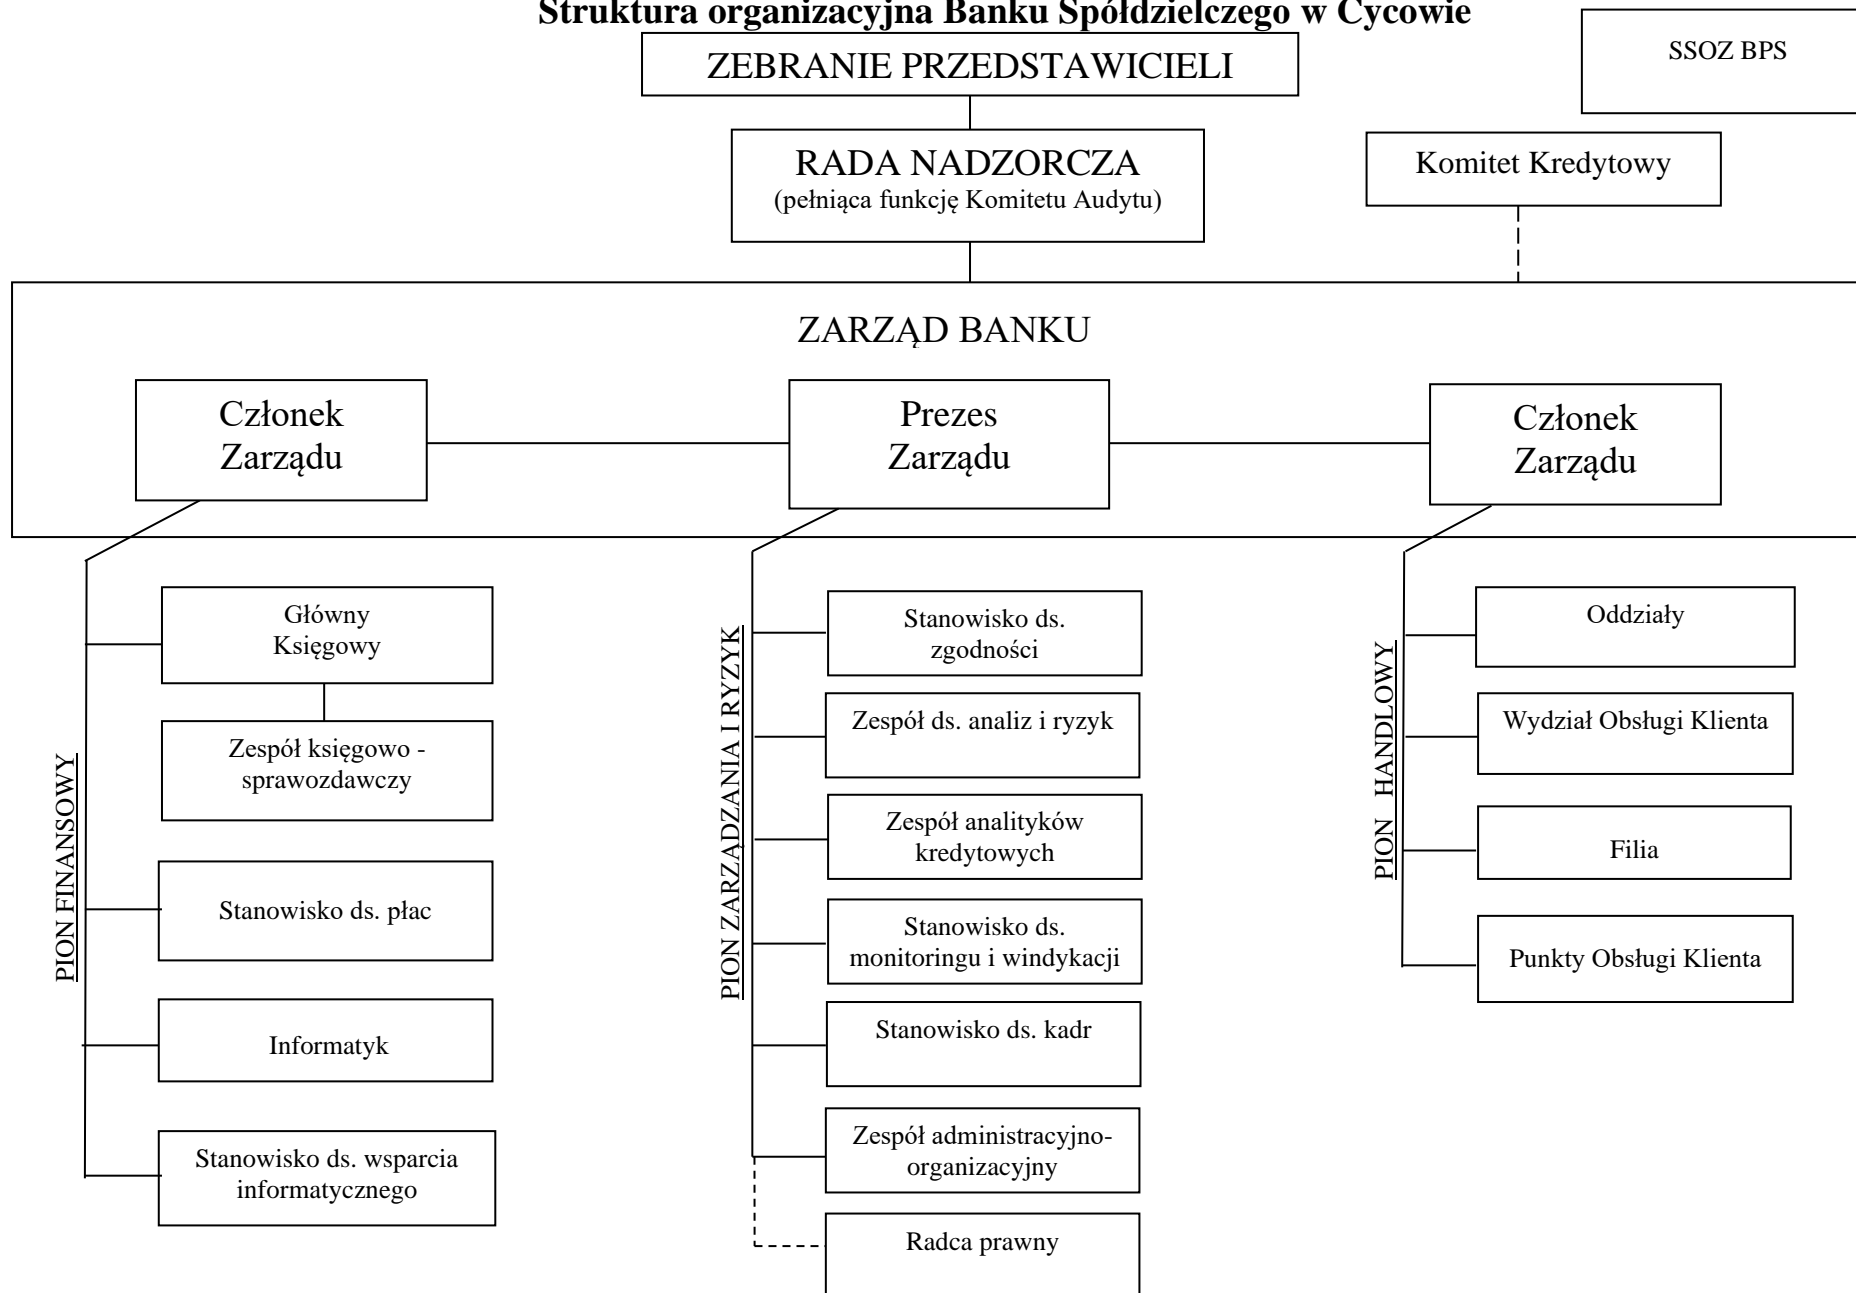 Struktura organizacyjna Banku Spółdzielczego w Cycowie
ZEBRANIE PRZEDSTAWICIELI
SSOZ BPS
RADA NADZORCZA
(pełniąca funkcję Komitetu Audytu)
Komitet Kredytowy
ZARZĄD BANKU
Członek
Zarządu
Prezes
Zarządu
Członek
Zarządu
PION FINANSOWY
Główny
Księgowy
Zespół księgowo -
sprawozdawczy
Stanowisko ds. płac
Informatyk
Stanowisko ds. wsparcia
informatycznego
PION ZARZĄDZANIA I RYZYK
Stanowisko ds.
zgodności
Zespół ds. analiz i ryzyk
Zespół analityków
kredytowych
Stanowisko ds.
monitoringu i windykacji
Stanowisko ds. kadr
Zespół administracyjno-
organizacyjny
Radca prawny
PION HANDLOWY
Oddziały
Wydział Obsługi Klienta
Filia
Punkty Obsługi Klienta